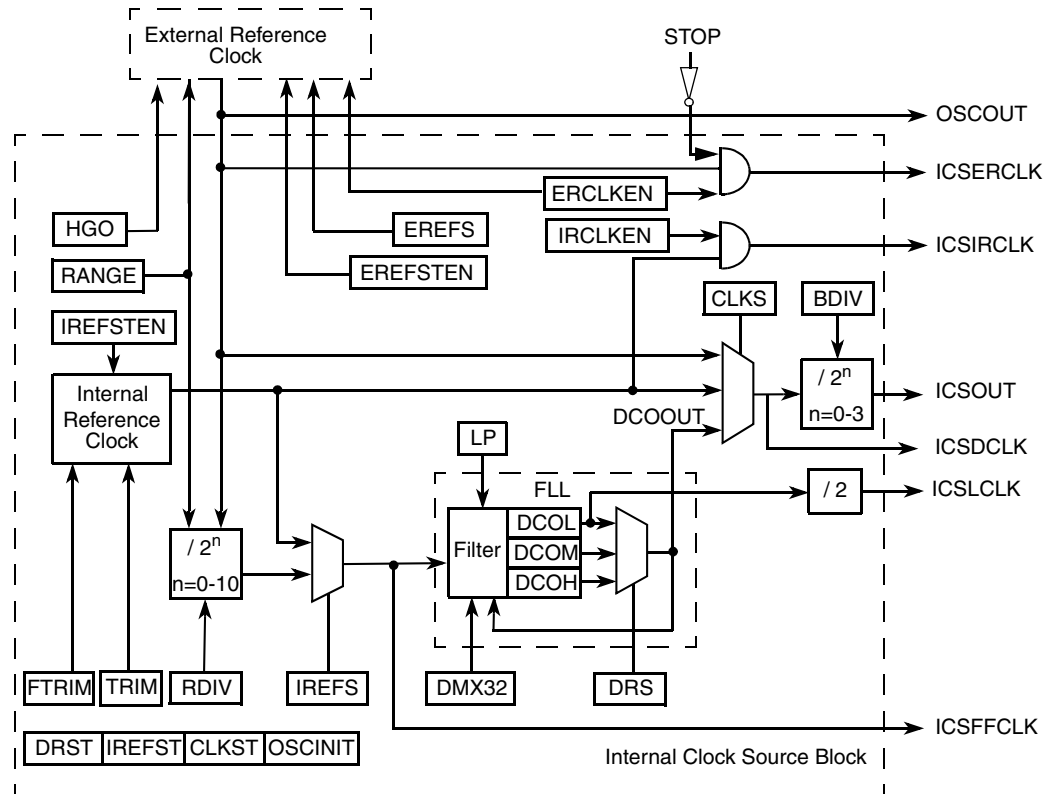 External Reference
Clock
STOP
OSCOUT
ICSERCLK
ERCLKEN
HGO
EREFS
IRCLKEN
ICSIRCLK
RANGE
EREFSTEN
CLKS
BDIV
IREFSTEN
Internal
Reference
Clock
/ 2n
n=0-3
ICSOUT
DCOOUT
LP
ICSDCLK
FLL
/ 2
ICSLCLK
DCOL
/ 2n
Filter
DCOM
n=0-10
DCOH
FTRIM
TRIM
RDIV
IREFS
DMX32
DRS
ICSFFCLK
DRST IREFST CLKST OSCINIT
Internal Clock Source Block